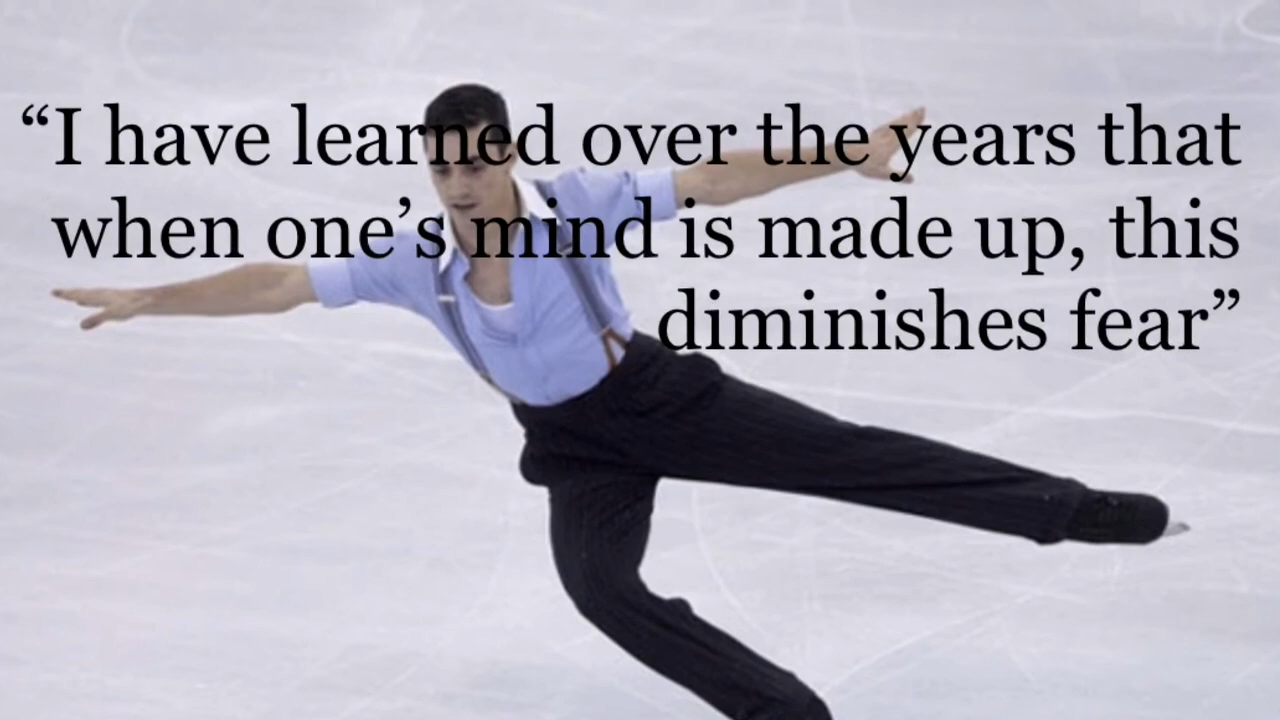 “I have learned over the years that
when one’s mind is made up, this
diminishes fear”